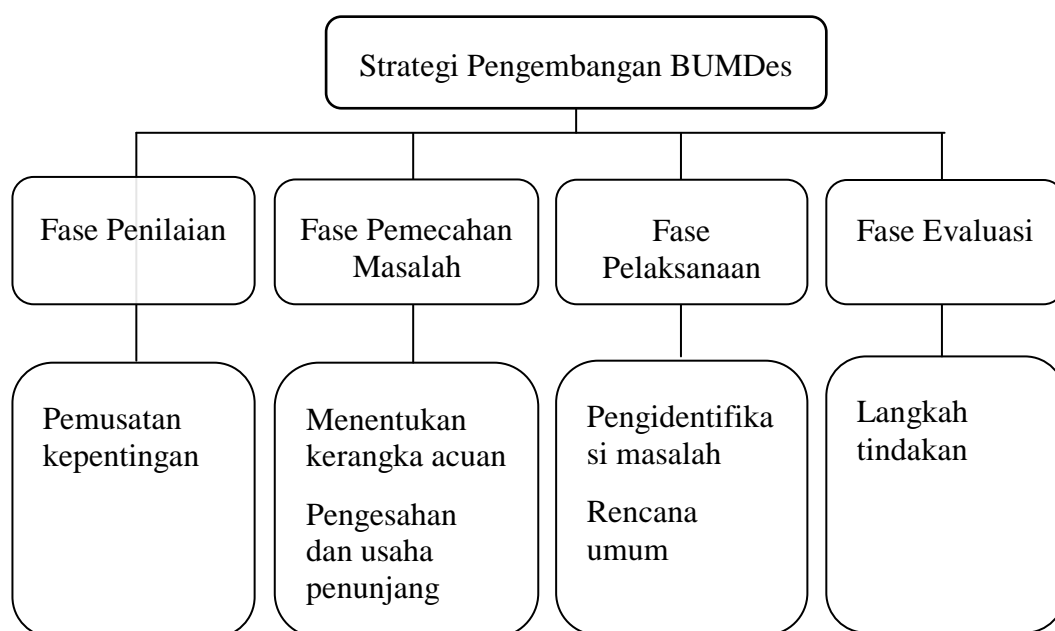 Strategi Pengembangan BUMDes
Fase Penilaian
Fase Pemecahan
Masalah
Fase
Pelaksanaan
Fase Evaluasi
Pemusatan
kepentingan
Menentukan
kerangka acuan
Pengesahan
dan usaha
penunjang
Pengidentifika
si masalah
Rencana
umum
Langkah
tindakan